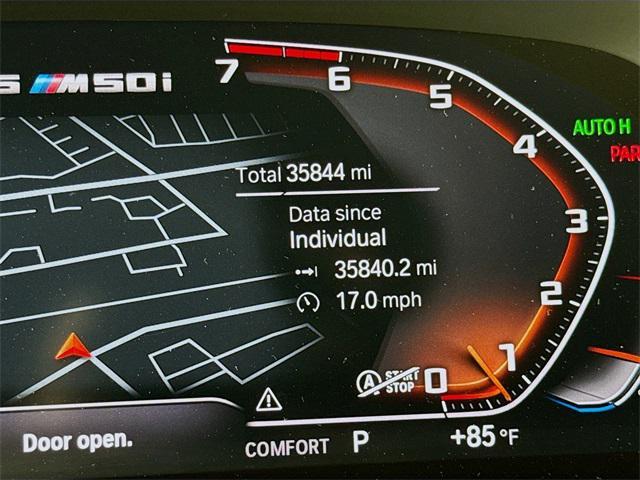 M50i
7 6 5 4 3 2 1 0
AUTO H
PAR
Total 35844 mi
Data since
Individual
35840.2 mi
17.0 mph
A START
STOP
Door open.
COMFORT P +85 °F